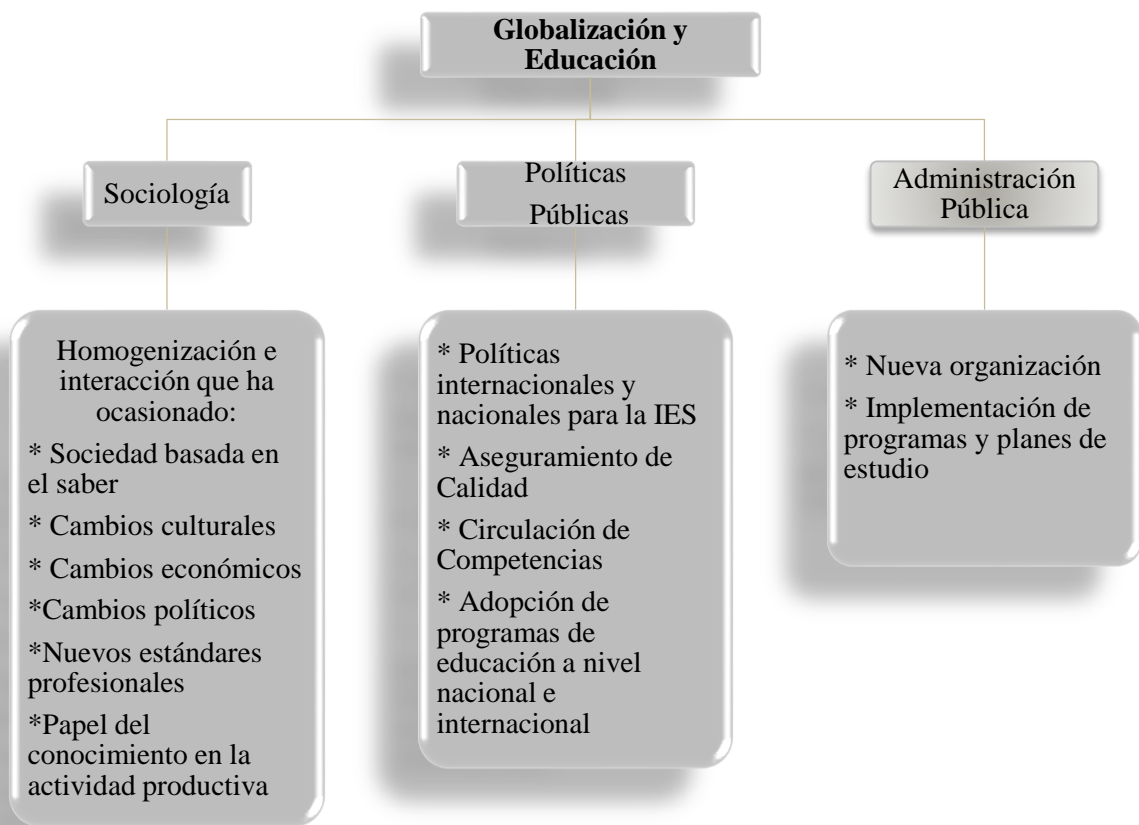 Globalización y
Educación
Sociología
Políticas
Públicas
Administración
Pública
Homogenización e
interacción que ha
ocasionado:
* Sociedad basada en
el saber
* Cambios culturales
* Cambios económicos
*Cambios políticos
*Nuevos estándares
profesionales
*Papel del
conocimiento en la
actividad productiva
* Políticas
internacionales y
nacionales para la IES
* Aseguramiento de
Calidad
* Circulación de
Competencias
* Adopción de
programas de
educación a nivel
nacional e
internacional
* Nueva organización
* Implementación de
programas y planes de
estudio